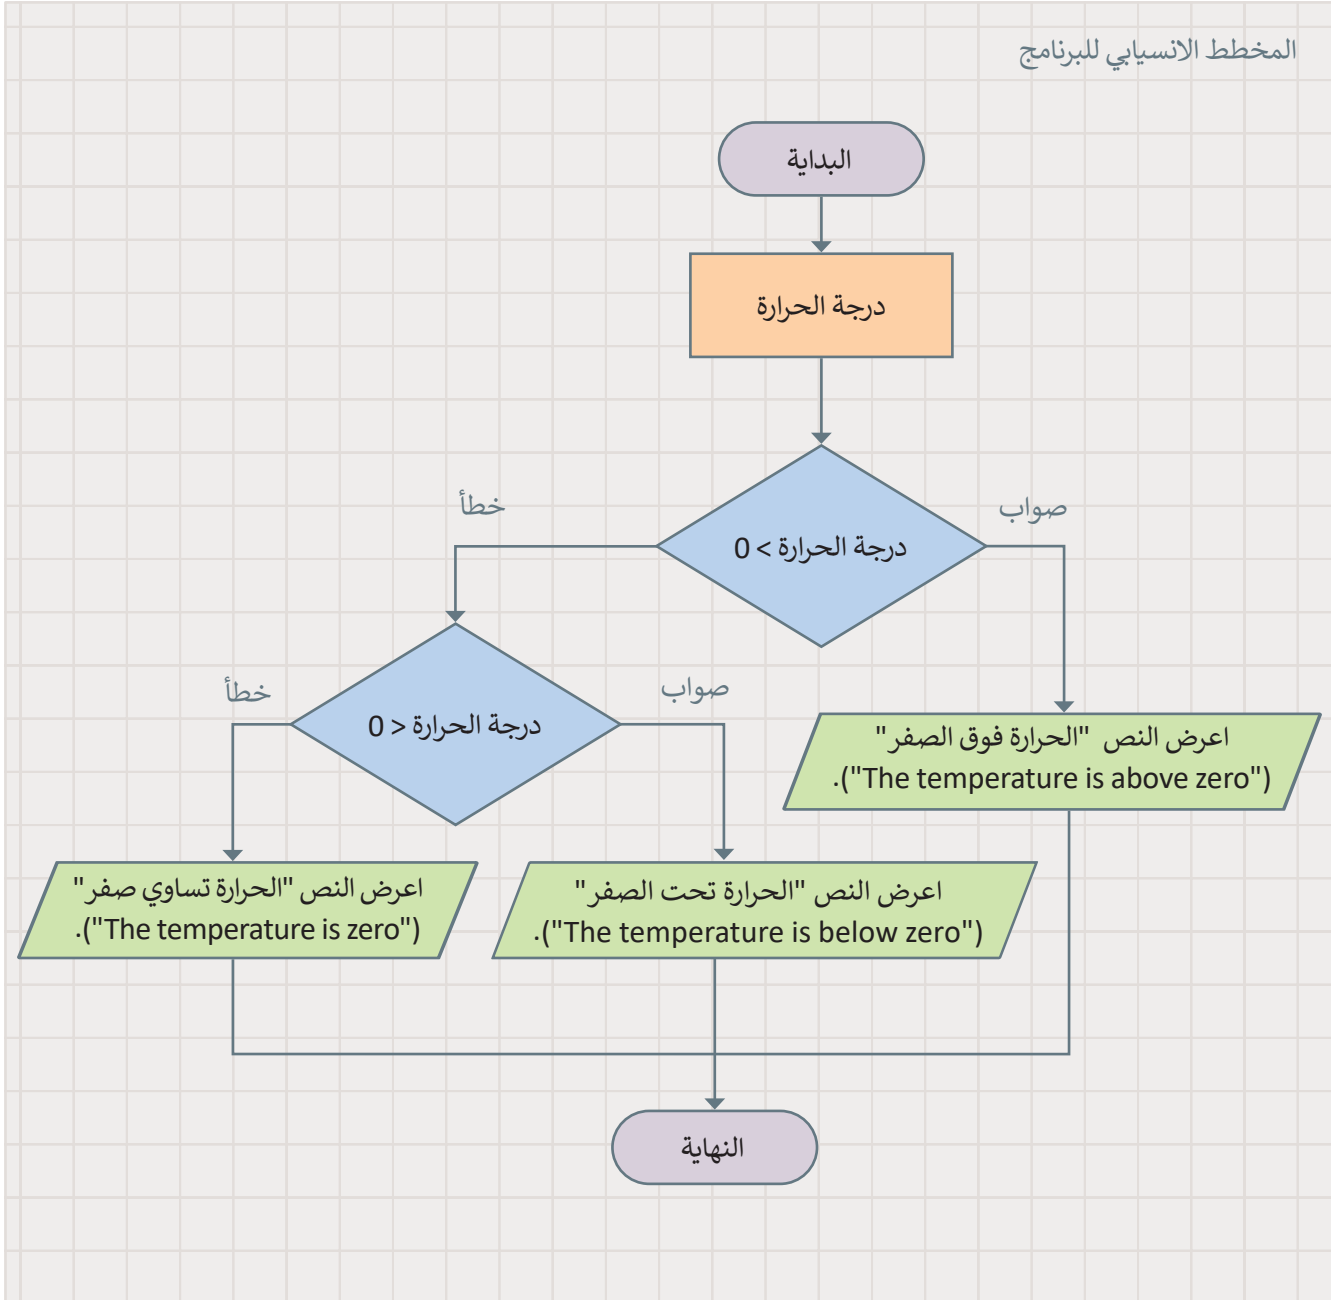 المخطط الانسيابي للبرنامج
البداية
درجة الحرارة
صواب
خطأ
درجة الحرارة > 0
صواب
خطأ
درجة الحرارة < 0
اعرض النص "الحرارة فوق الصفر"
("The temperature is above zero").
اعرض النص "الحرارة تحت الصفر"
("The temperature is below zero").
اعرض النص "الحرارة تساوي صفر"
("The temperature is zero").
النهاية